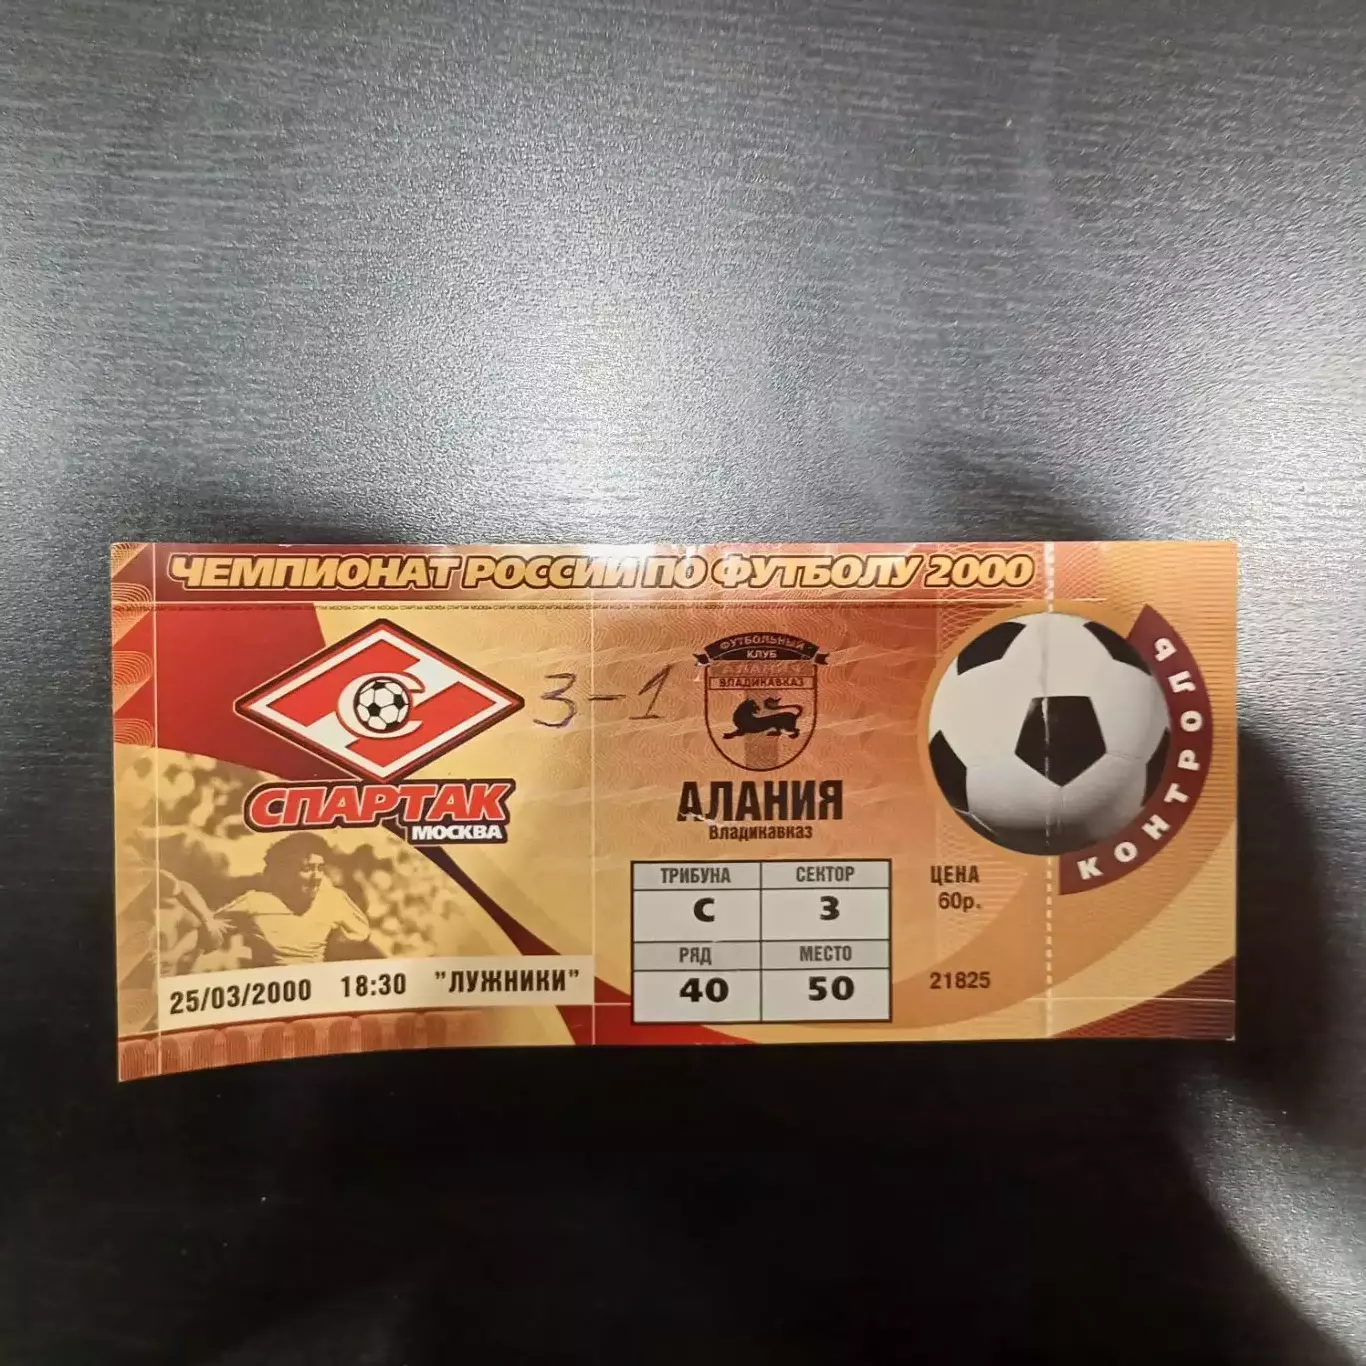 ЧЕМПИОНАТ РОССИИ ПО ФУТБОЛУ 2000
С
СПАРТАК
МОСКВА
3-1
ФУТБОЛЬНЫЙ
КЛУБ
АЛАНИЯ
ВЛАДИКАВКАЗ
АЛАНИЯ
Владикавказ
ТРИБУНА СЕКТОР
С 3
РЯД МЕСТО
40 50
ЦЕНА
60р.
21825
КОНТРОЛЬ
25/03/2000 18:30 "ЛУЖНИКИ"